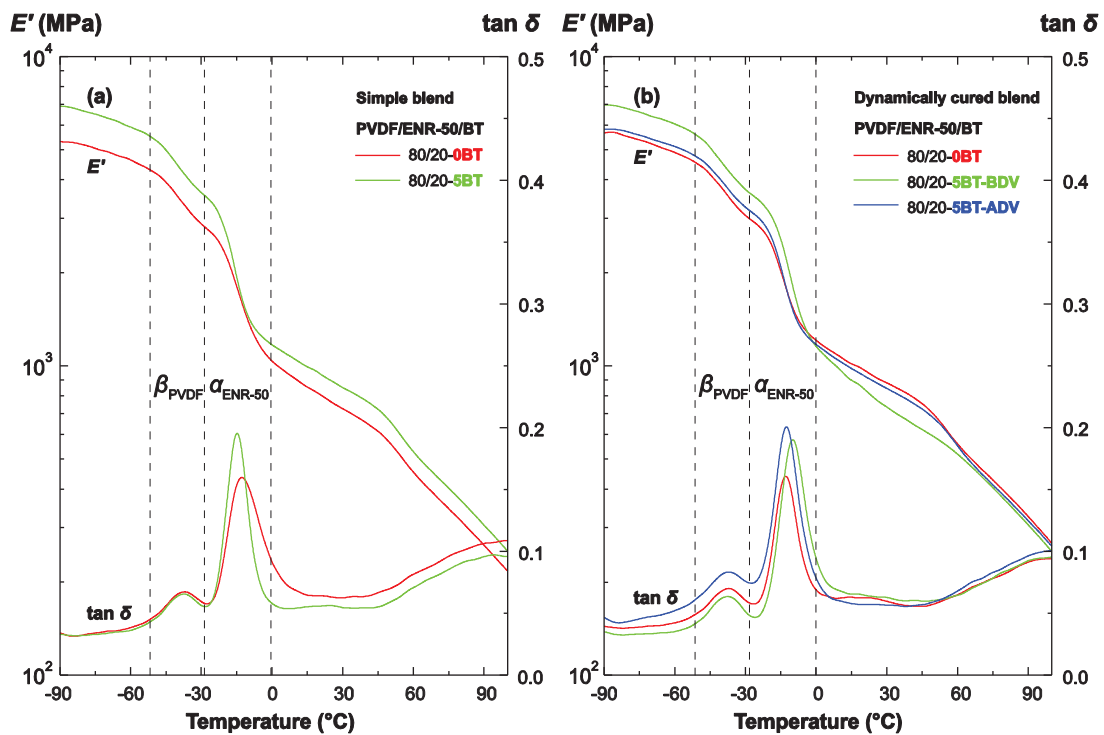 E′ (MPa) tan δ
10⁴ 0.5
(a)
Simple blend
PVDF/ENR-50/BT
80/20-0BT
80/20-5BT
E′
0.4
0.3
10³
βPVDF αENR-50
0.2
0.1
tan δ
10² 0.0
-90 -60 -30 0 30 60 90
Temperature (°C)
E′ (MPa) tan δ
10⁴ 0.5
(b)
Dynamically cured blend
PVDF/ENR-50/BT
80/20-0BT
80/20-5BT-BDV
80/20-5BT-ADV
E′
0.4
0.3
10³
βPVDF αENR-50
0.2
0.1
tan δ
10² 0.0
-90 -60 -30 0 30 60 90
Temperature (°C)